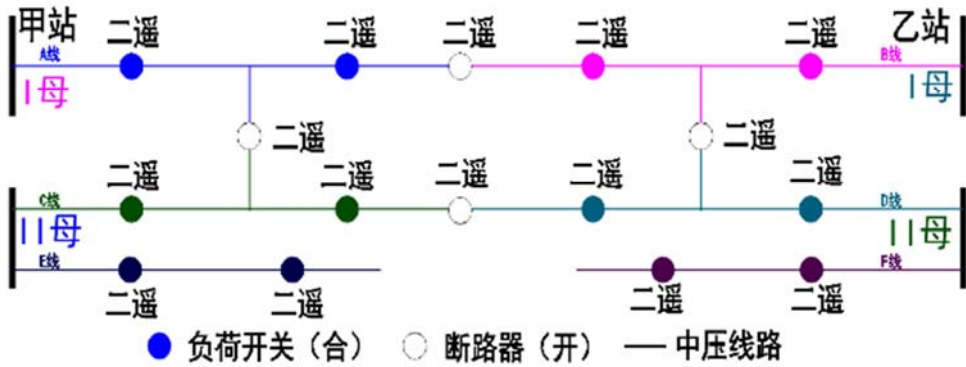 甲站 二遥 二遥 二遥 二遥 二遥 乙站
A线 B线
I母 I母
二遥 二遥
二遥 二遥 二遥 二遥 二遥
C线 D线
II母 II母
E线 F线
二遥 二遥 二遥 二遥
负荷开关（合） 断路器（开） 中压线路